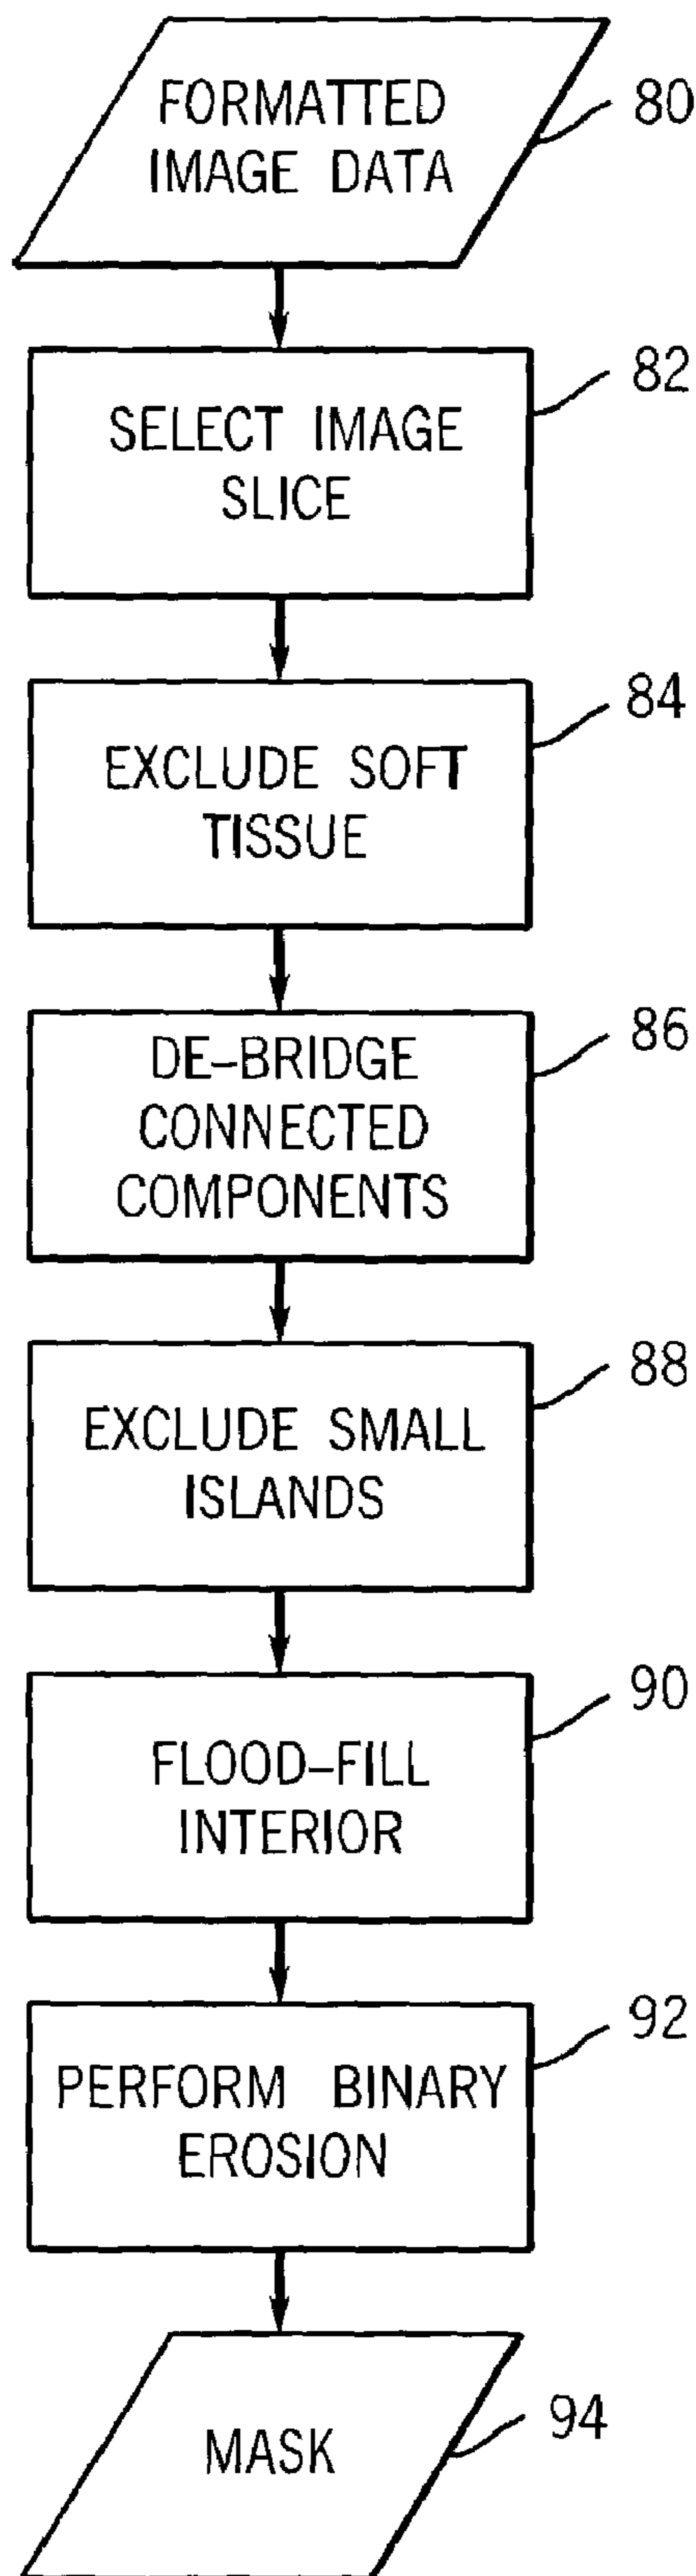 FORMATTED
IMAGE DATA
80
SELECT IMAGE
SLICE
82
EXCLUDE SOFT
TISSUE
84
DE-BRIDGE
CONNECTED
COMPONENTS
86
EXCLUDE SMALL
ISLANDS
88
FLOOD-FILL
INTERIOR
90
PERFORM BINARY
EROSION
92
MASK
94